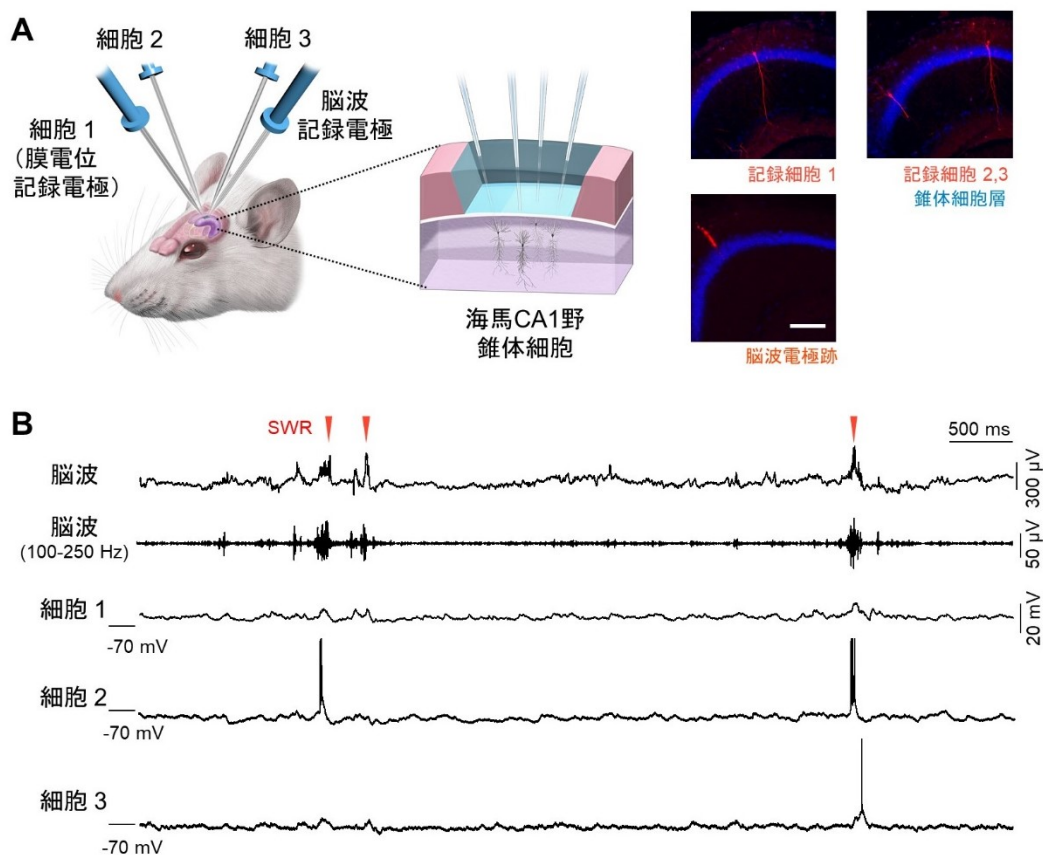 A
細胞 2
細胞 3
細胞 1
(膜電位
記録電極)
脳波
記録電極
海馬CA1野
錐体細胞
記録細胞 1
記録細胞 2,3
錐体細胞層
脳波電極跡
B
SWR
500 ms
脳波
300 µV
脳波
(100-250 Hz)
50 µV
細胞 1
-70 mV
20 mV
細胞 2
-70 mV
細胞 3
-70 mV